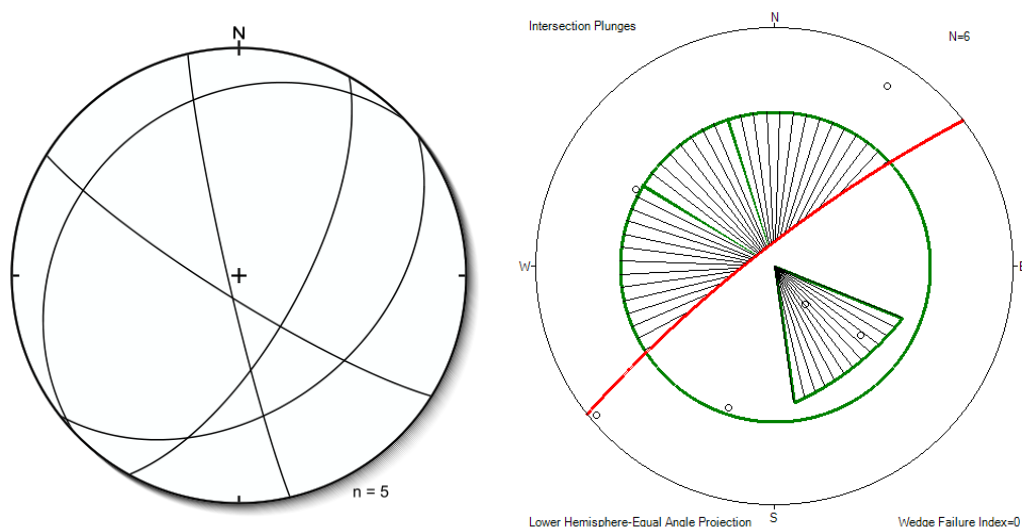 N
n = 5
Intersection Plunges
N
N=6
W
E
S
Lower Hemisphere-Equal Angle Projection
Wedge Failure Index=0